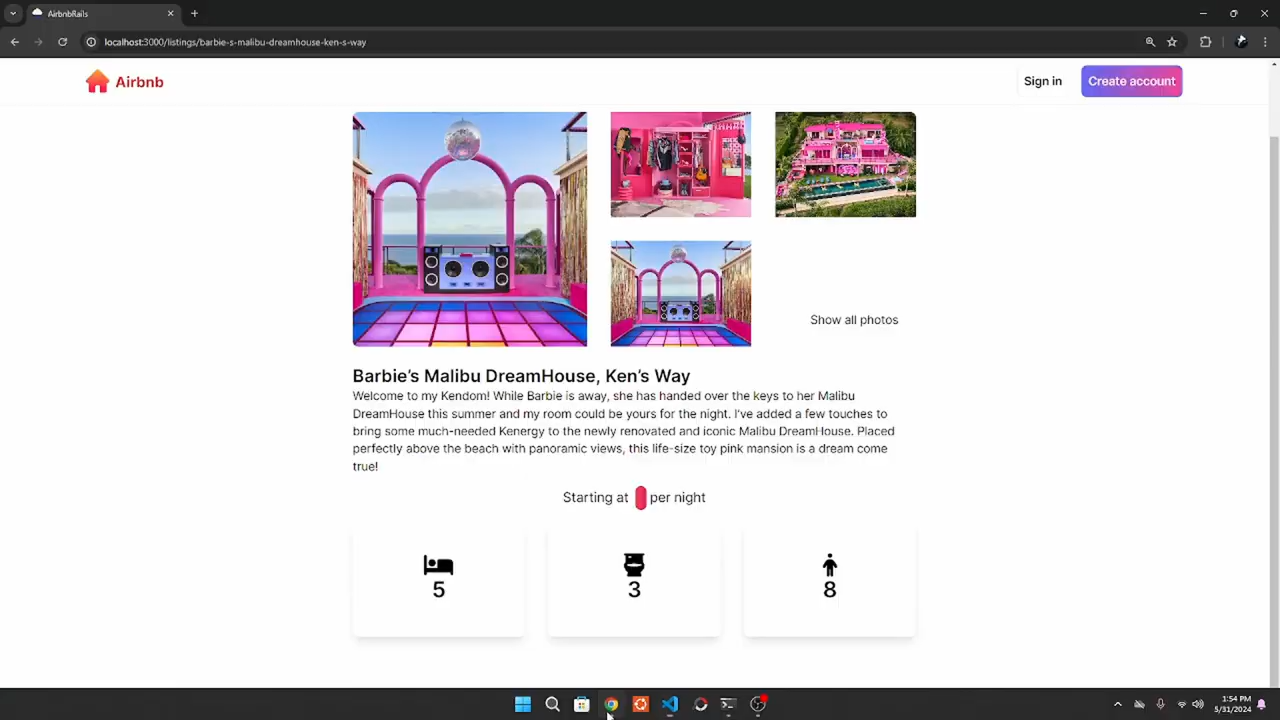 AirbnbRails
localhost:3000/listings/barbie-s-malibu-dreamhouse-ken-s-way
Airbnb
Sign in
Create account
Show all photos
Barbie’s Malibu DreamHouse, Ken’s Way
Welcome to my Kendom! While Barbie is away, she has handed over the keys to her Malibu
DreamHouse this summer and my room could be yours for the night. I’ve added a few touches to
bring some much-needed Kenergy to the newly renovated and iconic Malibu DreamHouse. Placed
perfectly above the beach with panoramic views, this life-size toy pink mansion is a dream come
true!
Starting at per night
5
3
8
1:54 PM
5/31/2024